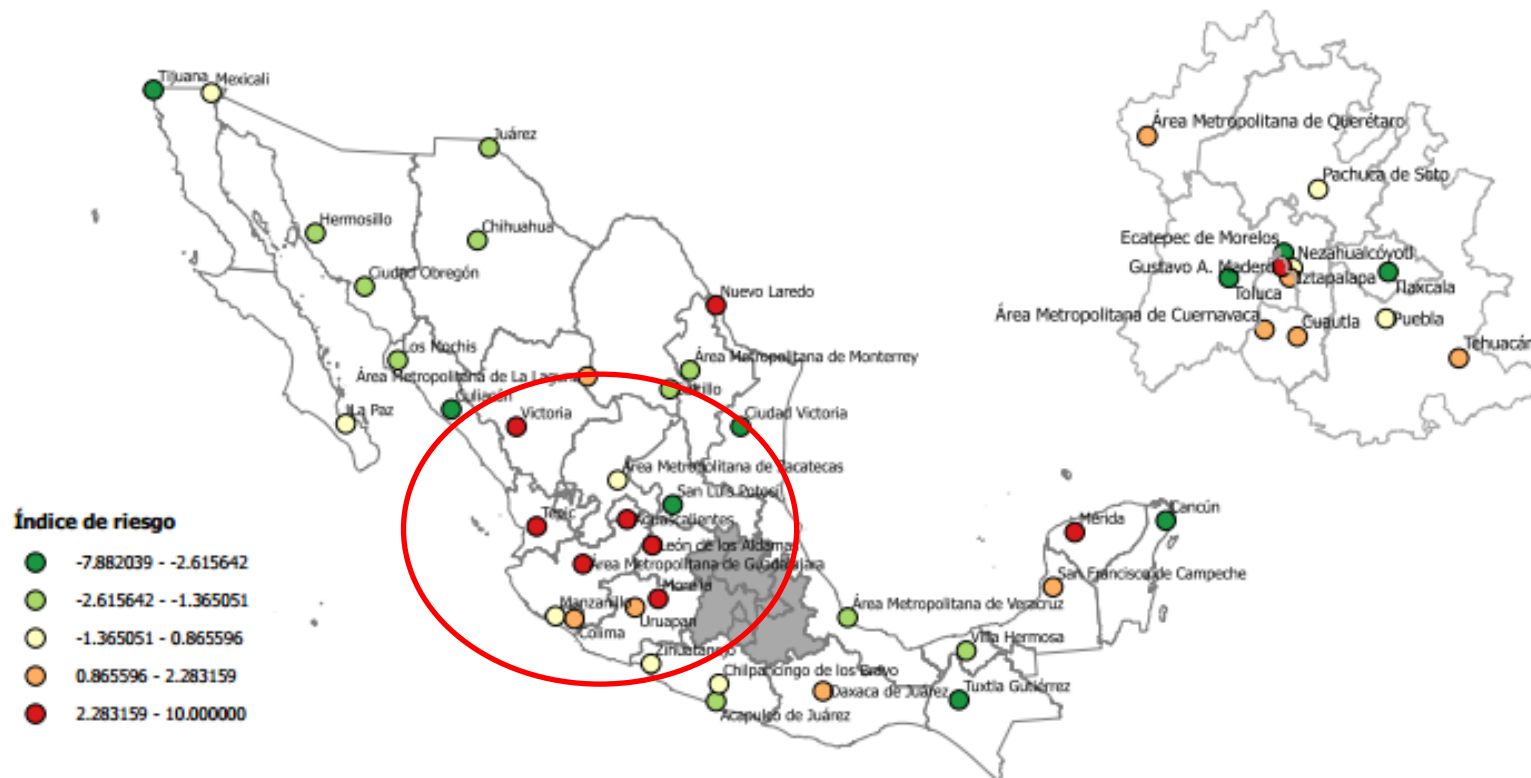 Tijuana
Mexicali
Juárez
Hermosillo
Chihuahua
Ciudad Obregón
Nuevo Laredo
Los Mochis
Área Metropolitana de Monterrey
Área Metropolitana de La Laguna
Saltillo
Culiacán
La Paz
Victoria
Ciudad Victoria
Área Metropolitana de Zacatecas
San Luis Potosí
Tepic
Aguascalientes
León de los Aldama
Área Metropolitana de Guadalajara
Morelia
Manzanillo
Colima
Uruapan
Zihuatanejo
Chilpancingo de los Bravo
Acapulco de Juárez
Oaxaca de Juárez
Área Metropolitana de Veracruz
Villa Hermosa
Tuxtla Gutiérrez
San Francisco de Campeche
Mérida
Cancún
Área Metropolitana de Querétaro
Pachuca de Soto
Ecatepec de Morelos
Nezahualcóyotl
Gustavo A. Madero
Iztapalapa
Toluca
Tlaxcala
Área Metropolitana de Cuernavaca
Cuautla
Puebla
Tehuacán
Índice de riesgo
-7.882039 - -2.615642
-2.615642 - -1.365051
-1.365051 - 0.865596
0.865596 - 2.283159
2.283159 - 10.000000